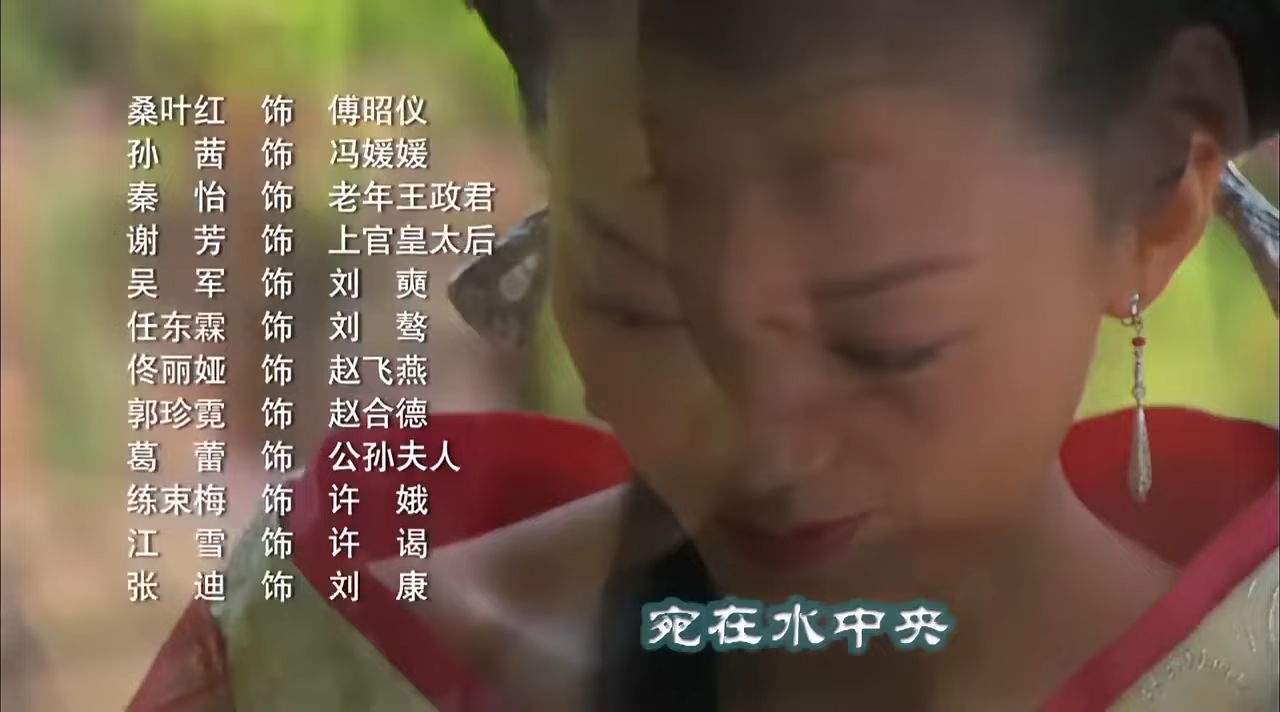 桑叶红 饰 傅昭仪
孙茜 饰 冯媛媛
秦怡 饰 老年王政君
谢芳 饰 上官皇太后
吴军 饰 刘奭
任东霖 饰 刘骜
佟丽娅 饰 赵飞燕
郭珍霓 饰 赵合德
葛蕾 饰 公孙夫人
练束梅 饰 许娥
江雪 饰 许谒
张迪 饰 刘康
宛在水中央